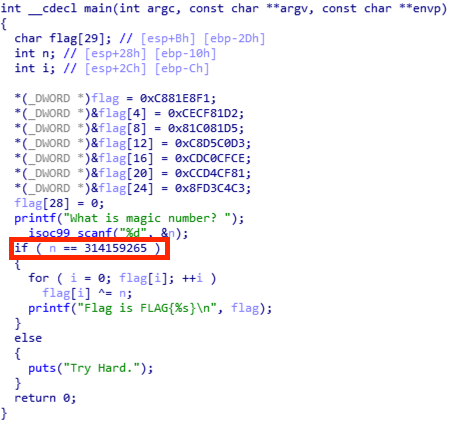 int __cdecl main(int argc, const char **argv, const char **envp)
{
  char flag[29]; // [esp+Bh] [ebp-2Dh]
  int n; // [esp+28h] [ebp-10h]
  int i; // [esp+2Ch] [ebp-Ch]

  *(_DWORD *)flag = 0xC881E8F1;
  *(_DWORD *)&flag[4] = 0xCECF81D2;
  *(_DWORD *)&flag[8] = 0x81C081D5;
  *(_DWORD *)&flag[12] = 0xC8D5C0D3;
  *(_DWORD *)&flag[16] = 0xCDC0CFCE;
  *(_DWORD *)&flag[20] = 0xCCD4CF81;
  *(_DWORD *)&flag[24] = 0x8FD3C4C3;
  flag[28] = 0;
  printf("What is magic number? ");
  isoc99 scanf("%d", &n);
  if ( n == 314159265 )
  {
    for ( i = 0; flag[i]; ++i )
      flag[i] ^= n;
    printf("Flag is FLAG{%s}\n", flag);
  }
  else
  {
    puts("Try Hard.");
  }
  return 0;
}